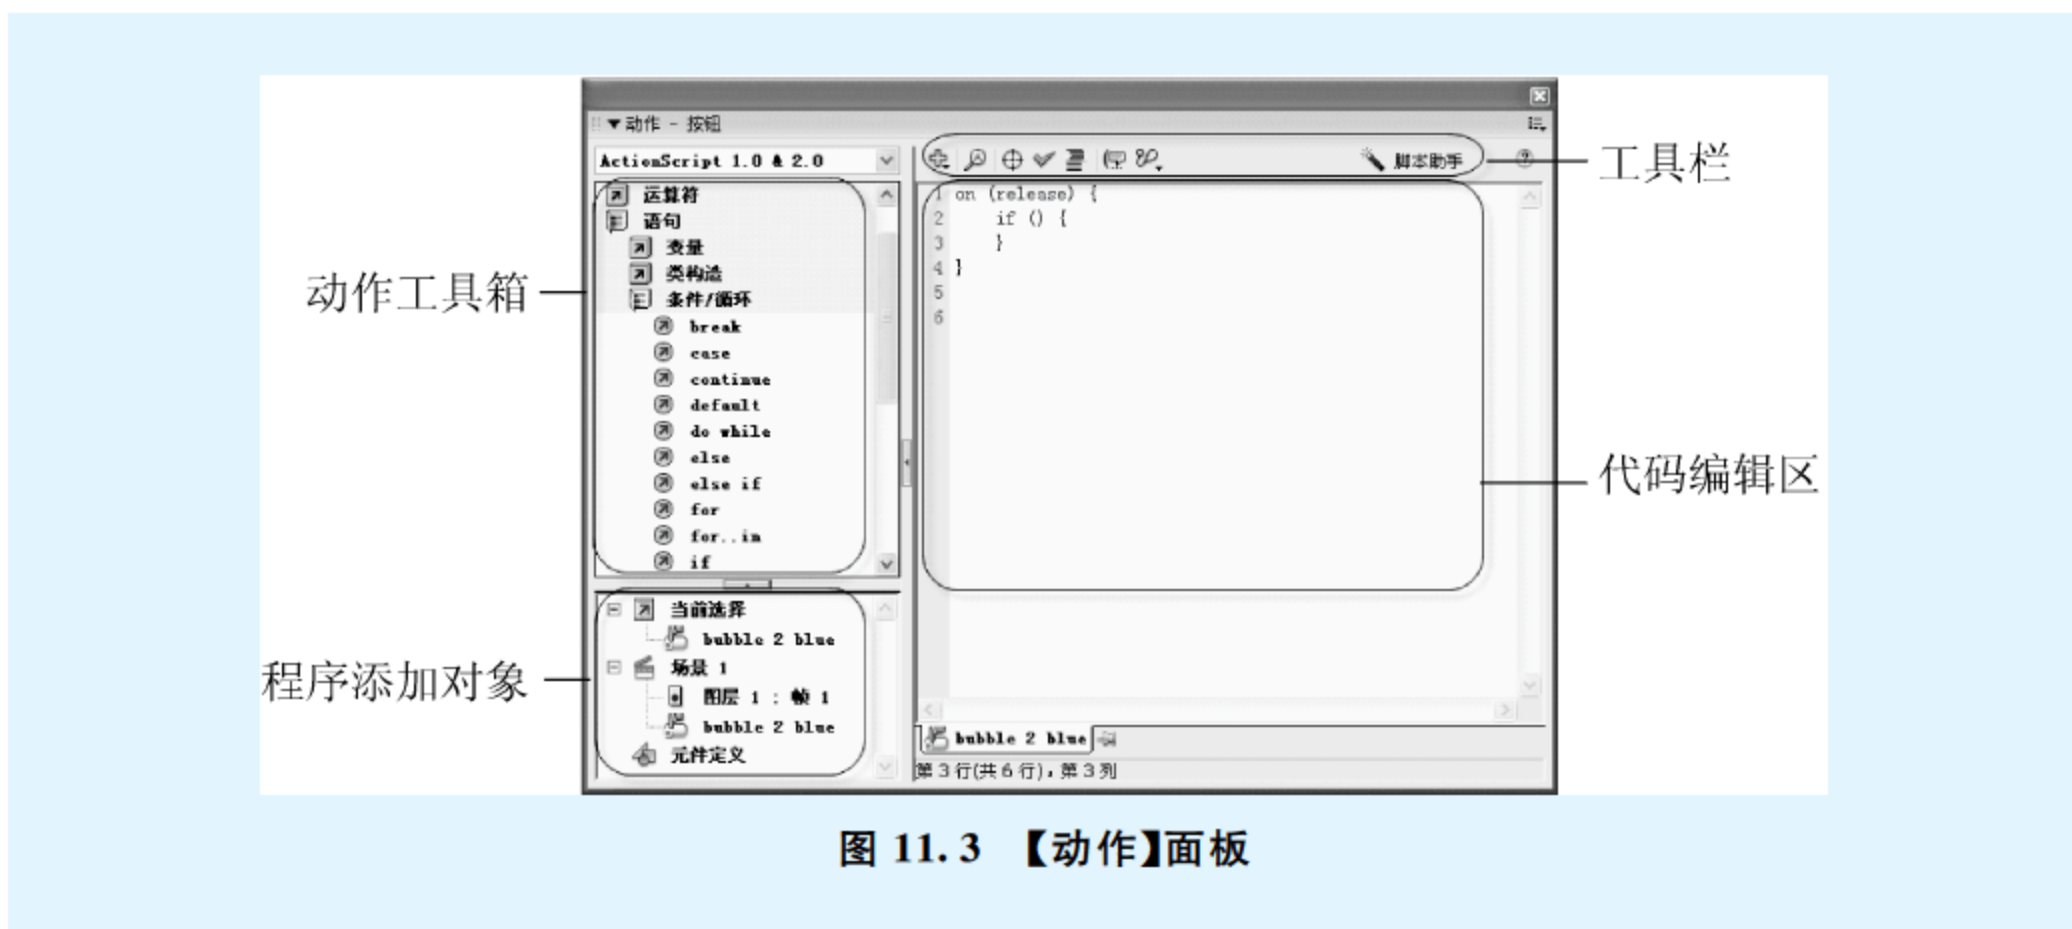 动作 - 按钮
ActionScript 1.0 & 2.0
脚本助手
工具栏
运算符
语句
变量
类构造
条件/循环
break
case
continue
default
do while
else
else if
for
for..in
if
动作工具箱
1 on (release) {
2 if () {
3 }
4 }
5
6
代码编辑区
当前选择
bubble 2 blue
场景 1
图层 1 : 帧 1
bubble 2 blue
元件定义
程序添加对象
bubble 2 blue
第 3 行(共 6 行), 第 3 列
图 11.3 【动作】面板